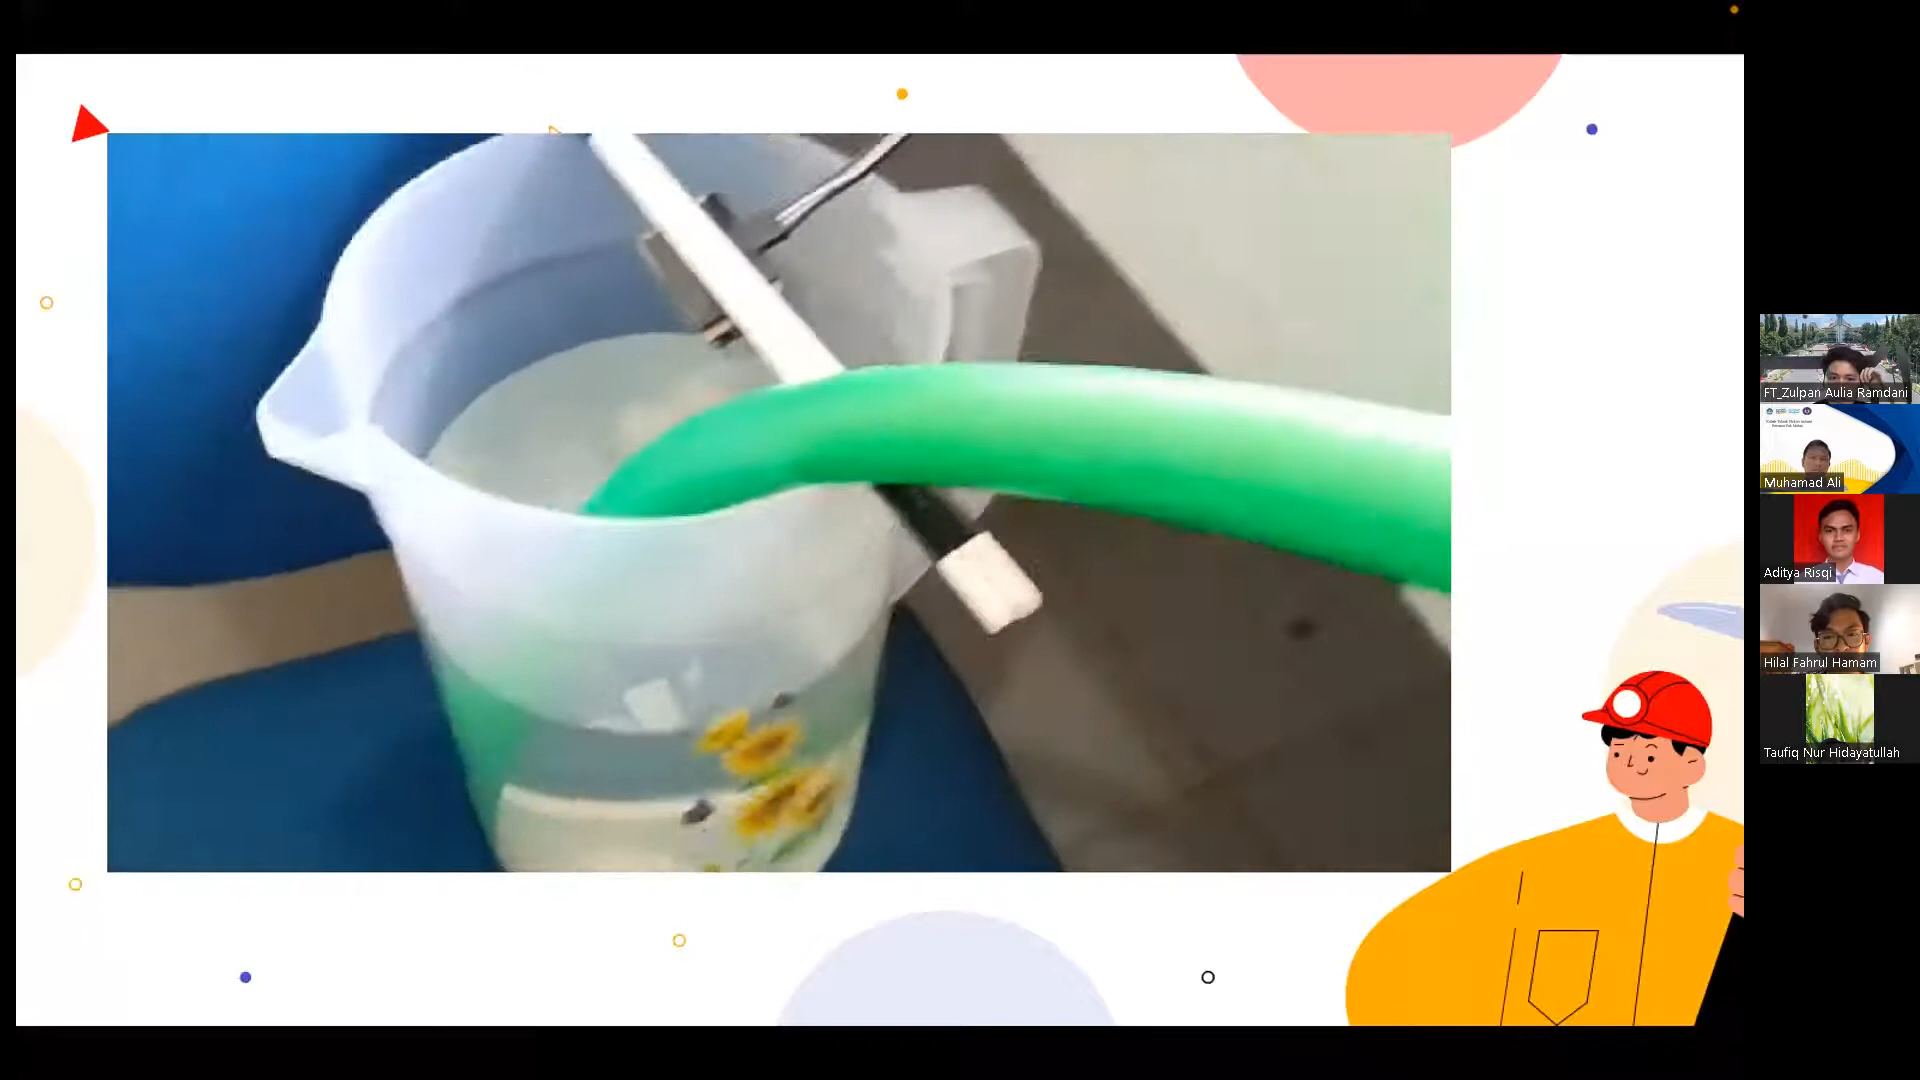 FT_Zulpan Aulia Ramdani
Muhamad Ali
Aditya Risqi
Hilal Fahrul Hamam
Taufiq Nur Hidayatullah